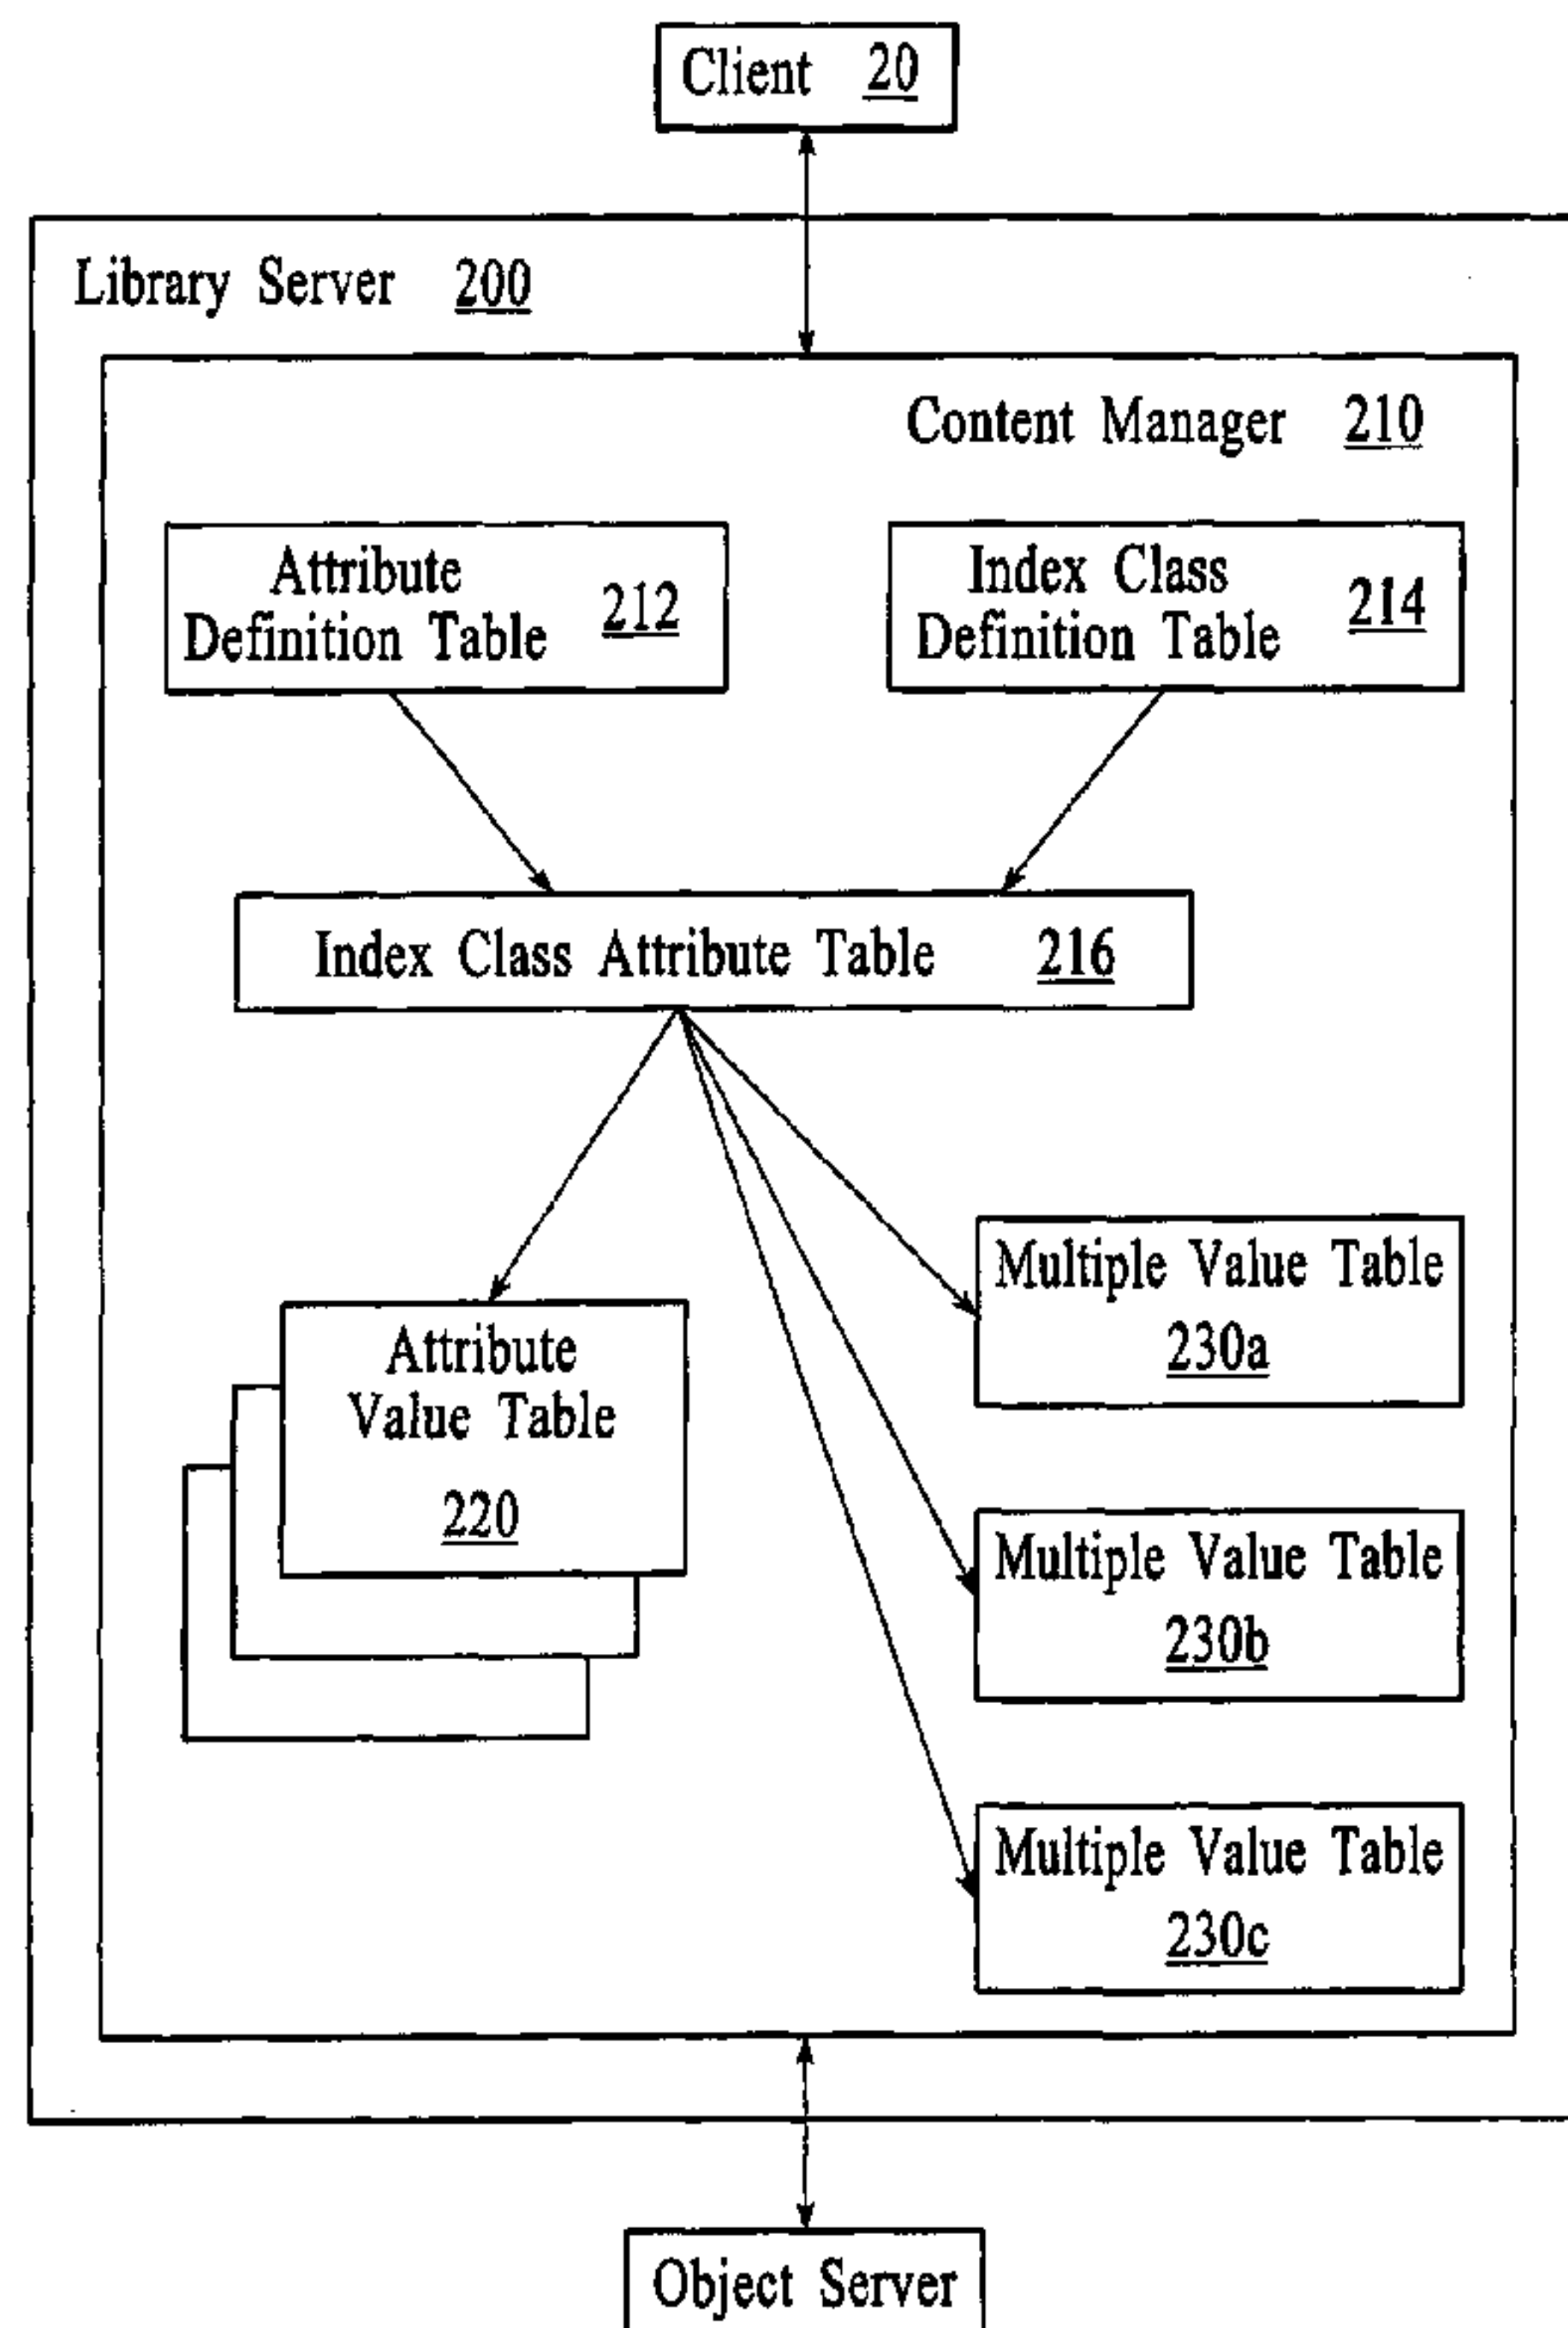 Client 20
Library Server 200
Content Manager 210
Attribute
Definition Table 212
Index Class
Definition Table 214
Index Class Attribute Table 216
Attribute
Value Table
220
Multiple Value Table
230a
Multiple Value Table
230b
Multiple Value Table
230c
Object Server